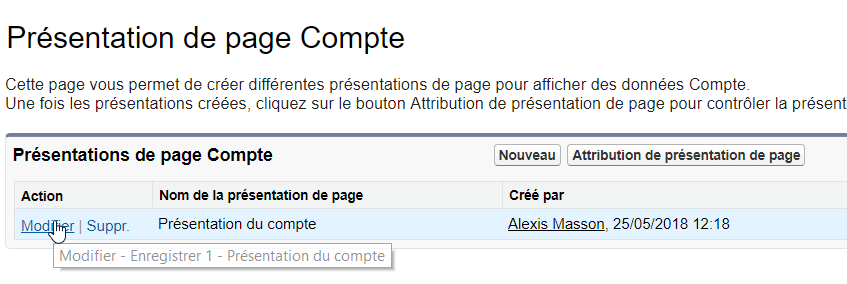 Présentation de page Compte
Cette page vous permet de créer différentes présentations de page pour afficher des données Compte.
Une fois les présentations créées, cliquez sur le bouton Attribution de présentation de page pour contrôler la présent
Présentations de page Compte Nouveau Attribution de présentation de page
Action Nom de la présentation de page Créé par
Modifier | Suppr. Présentation du compte Alexis Masson, 25/05/2018 12:18
Modifier - Enregistrer 1 - Présentation du compte